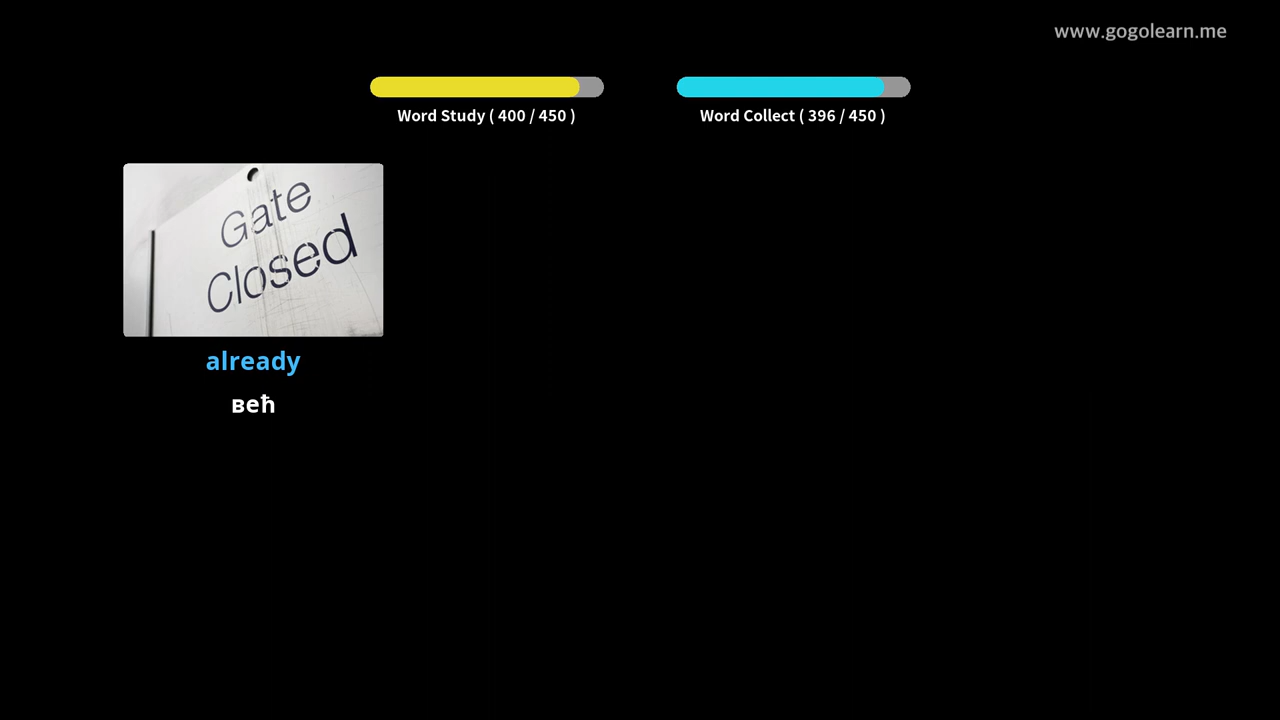 www.gogolearn.me
Word Study ( 400 / 450 )
Word Collect ( 396 / 450 )
Gate
Closed
already
већ